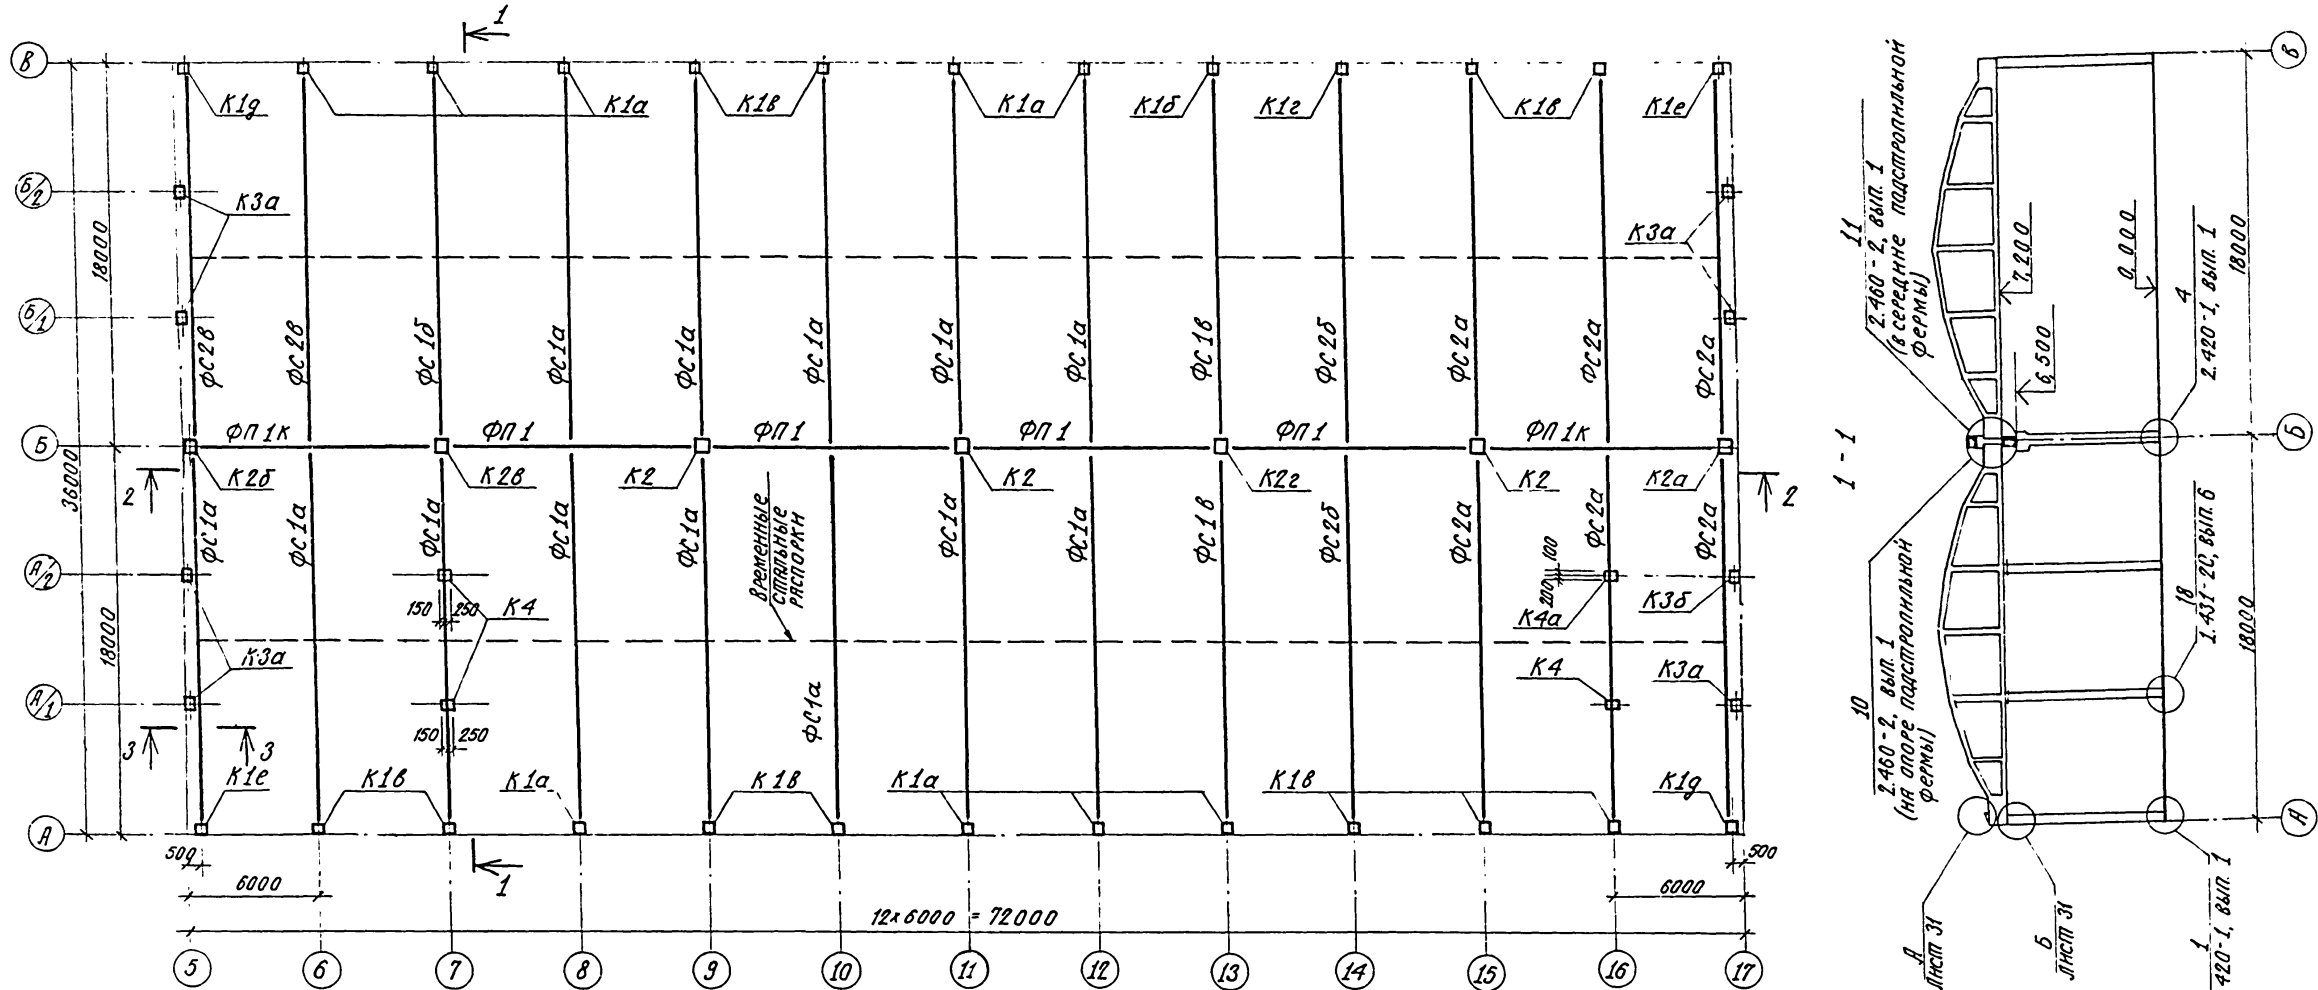 1
В
К1д
К1а
К1в
К1а
К1б
К1г
К1в
К1е
Б/2
К3а
К3а
18000
Б/1
ФС2в
ФС2в
ФС1б
ФС1а
ФС1а
ФС1а
ФС1а
ФС1а
ФС1в
ФС2б
ФС2а
ФС2а
ФС2а
Б
ФП1к
ФП1
ФП1
ФП1
ФП1к
36000
2
К2б
К2в
К2
К2
К2г
К2
К2а
2
ФС1а
ФС1а
ФС1а
ФС1а
ФС1а
ФС1а
ФС1а
ФС1в
ФС2б
ФС2а
ФС2а
ФС2а
Временные
стальные
распорки
А/2
100
200
150
250
К4
К4а
К3б
18000
К3а
К4
К3а
А/1
ФС1а
150
250
3
3
К1е
К1в
К1а
К1в
К1а
К1в
К1д
А
500
1
500
6000
6000
12×6000 = 72000
5
6
7
8
9
10
11
12
13
14
15
16
17
1-1
11
2.460-2, вып. 1
(в середине подстропильной
фермы)
7,200
0,000
6,500
4
2.420-1, вып. 1
18000
В
Б
10
2.460-2, вып. 1
(на опоре подстропильной
фермы)
18
1.431-2С, вып. 6
18000
А
А
Лист 31
Б
Лист 31
1
420-1, вып. 1